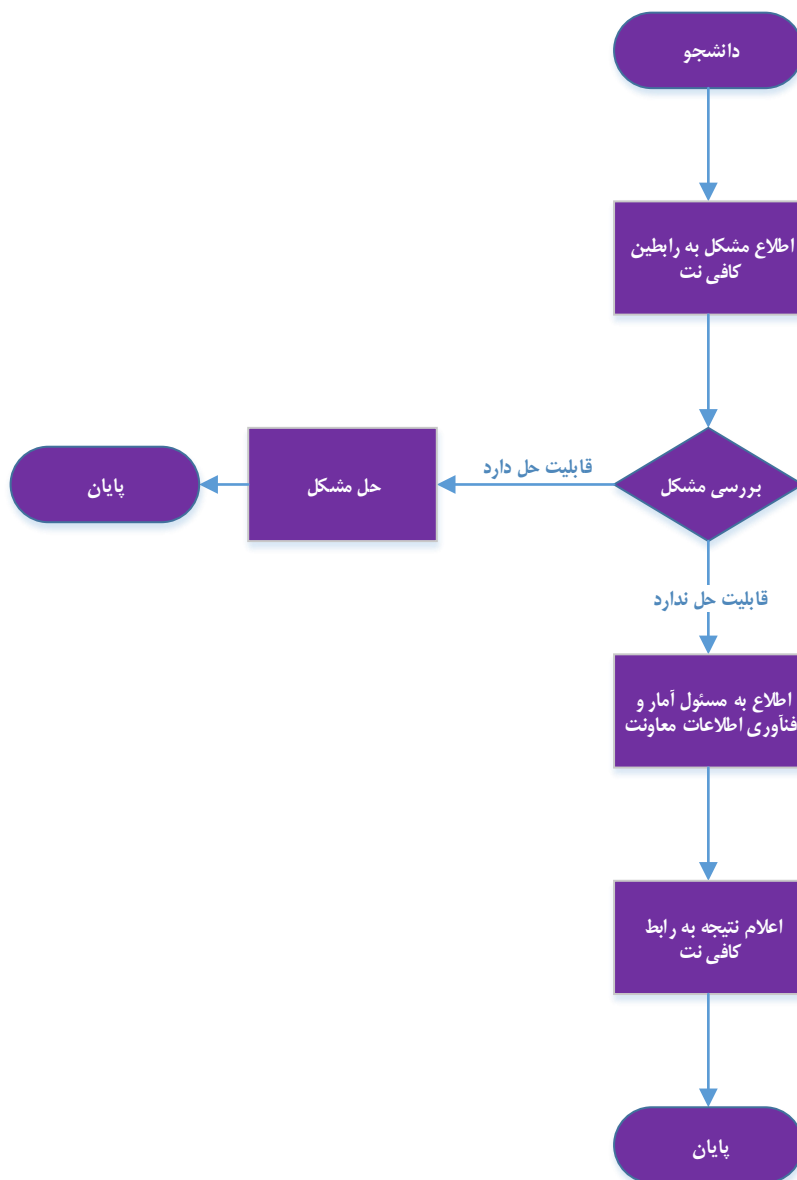 دانشجو
اطلاع مشکل به رابطین
کافی نت
بررسی مشکل
قابلیت حل دارد
حل مشکل
پایان
قابلیت حل ندارد
اطلاع به مسئول آمار و
فنآوری اطلاعات معاونت
اعلام نتیجه به رابط
کافی نت
پایان